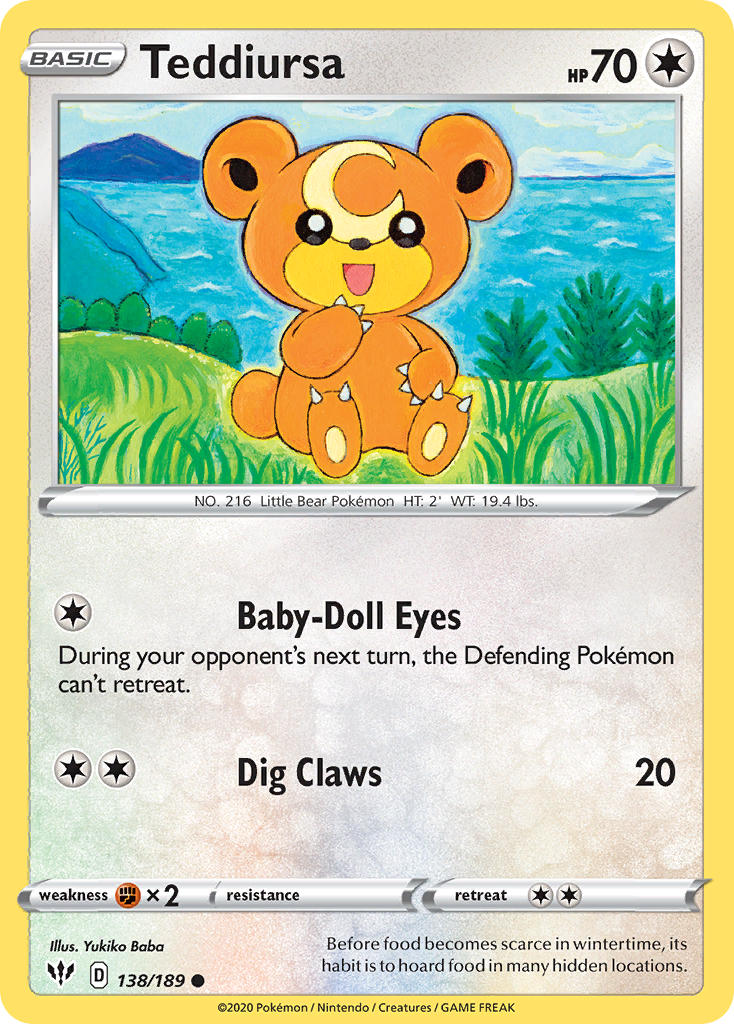 BASIC Teddiursa HP70
NO. 216 Little Bear Pokémon HT: 2' WT: 19.4 lbs.
Baby-Doll Eyes
During your opponent's next turn, the Defending Pokémon
can't retreat.
Dig Claws 20
weakness ×2 resistance retreat
Illus. Yukiko Baba
Before food becomes scarce in wintertime, its
habit is to hoard food in many hidden locations.
D 138/189
©2020 Pokémon / Nintendo / Creatures / GAME FREAK